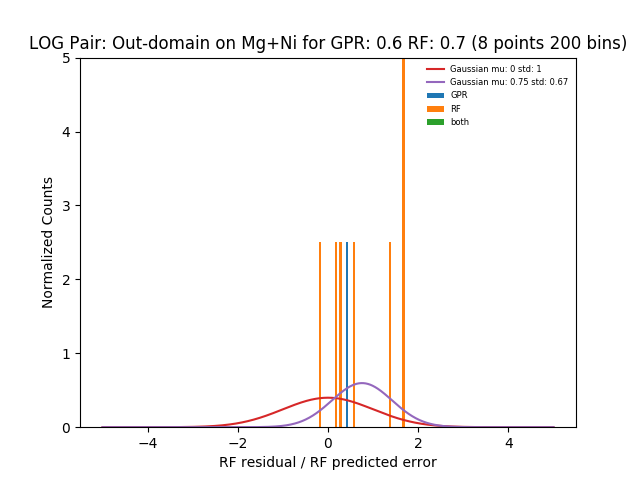 LOG Pair: Out-domain on Mg+Ni for GPR: 0.6 RF: 0.7 (8 points 200 bins)
Gaussian mu: 0 std: 1
Gaussian mu: 0.75 std: 0.67
GPR
RF
both
Normalized Counts
5
4
3
2
1
0
−4
−2
0
2
4
RF residual / RF predicted error